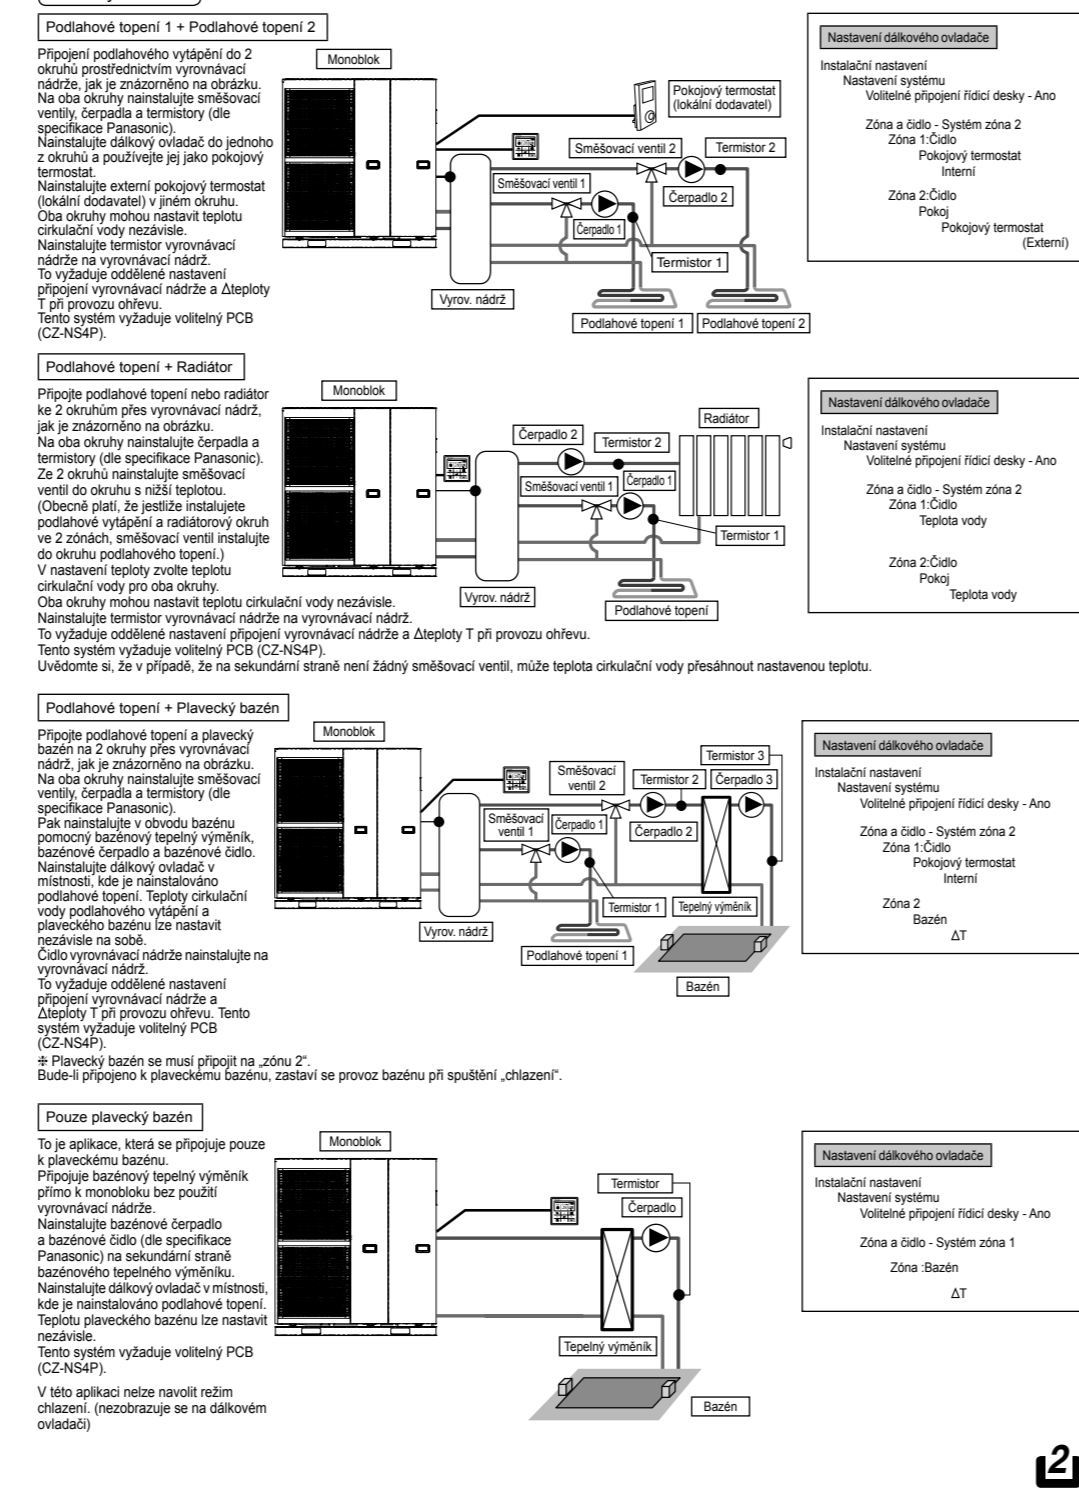 Podlahové topení 1 + Podlahové topení 2
Připojení podlahového vytápění do 2
okruhů prostřednictvím vyrovnávací
nádrže, jak je znázorněno na obrázku.
Na oba okruhy nainstalujte směšovací
ventily, čerpadla a termistory (dle
specifikace Panasonic).
Nainstalujte dálkový ovladač do jednoho
z okruhů a používejte jej jako pokojový
termostat.
Nainstalujte externí pokojový termostat
(lokální dodavatel) v jiném okruhu.
Oba okruhy mohou nastavit teplotu
cirkulační vody nezávisle.
Nainstalujte termistor vyrovnávací
nádrže na vyrovnávací nádrž.
To vyžaduje oddělené nastavení
připojení vyrovnávací nádrže a Δteploty
T při provozu ohřevu.
Tento systém vyžaduje volitelný PCB
(CZ-NS4P).
Monoblok
Pokojový termostat
(lokální dodavatel)
Směšovací ventil 2
Termistor 2
Směšovací ventil 1
Čerpadlo 2
Čerpadlo 1
Termistor 1
Vyrov. nádrž
Podlahové topení 1
Podlahové topení 2
Nastavení dálkového ovladače
Instalační nastavení
Nastavení systému
Volitelné připojení řídicí desky - Ano
Zóna a čidlo - Systém zóna 2
Zóna 1:Čidlo
Pokojový termostat
Interní
Zóna 2:Čidlo
Pokoj
Pokojový termostat
(Externí)
Podlahové topení + Radiátor
Připojte podlahové topení nebo radiátor
ke 2 okruhům přes vyrovnávací nádrž,
jak je znázorněno na obrázku.
Na oba okruhy nainstalujte čerpadla a
termistory (dle specifikace Panasonic).
Ze 2 okruhů nainstalujte směšovací
ventil do okruhu s nižší teplotou.
(Obecně platí, že jestliže instalujete
podlahové vytápění a radiátorový okruh
ve 2 zónách, směšovací ventil instalujte
do okruhu podlahového topení.)
V nastavení teploty zvolte teplotu
cirkulační vody pro oba okruhy.
Oba okruhy mohou nastavit teplotu cirkulační vody nezávisle.
Nainstalujte termistor vyrovnávací nádrže na vyrovnávací nádrž.
To vyžaduje oddělené nastavení připojení vyrovnávací nádrže a Δteploty T při provozu ohřevu.
Tento systém vyžaduje volitelný PCB (CZ-NS4P).
Uvědomte si, že v případě, že na sekundární straně není žádný směšovací ventil, může teplota cirkulační vody přesáhnout nastavenou teplotu.
Monoblok
Radiátor
Čerpadlo 2
Termistor 2
Směšovací ventil 1
Čerpadlo 1
Termistor 1
Vyrov. nádrž
Podlahové topení
Nastavení dálkového ovladače
Instalační nastavení
Nastavení systému
Volitelné připojení řídicí desky - Ano
Zóna a čidlo - Systém zóna 2
Zóna 1:Čidlo
Teplota vody
Zóna 2:Čidlo
Pokoj
Teplota vody
Podlahové topení + Plavecký bazén
Připojte podlahové topení a plavecký
bazén na 2 okruhy přes vyrovnávací
nádrž, jak je znázorněno na obrázku.
Na oba okruhy nainstalujte směšovací
ventily, čerpadla a termistory (dle
specifikace Panasonic).
Pak nainstalujte v obvodu bazénu
pomocný bazénový tepelný výměník,
bazénové čerpadlo a bazénové čidlo.
Nainstalujte dálkový ovladač v
místnosti, kde je nainstalováno
podlahové topení. Teploty cirkulační
vody podlahového vytápění a
plaveckého bazénu lze nastavit
nezávisle na sobě.
Čidlo vyrovnávací nádrže nainstalujte na
vyrovnávací nádrž.
To vyžaduje oddělené nastavení
připojení vyrovnávací nádrže a
Δteploty T při provozu ohřevu. Tento
systém vyžaduje volitelný PCB
(CZ-NS4P).
❉ Plavecký bazén se musí připojit na „zónu 2“.
Bude-li připojeno k plaveckému bazénu, zastaví se provoz bazénu při spuštění „chlazení“.
Monoblok
Termistor 3
Směšovací
ventil 2
Termistor 2
Čerpadlo 3
Směšovací
ventil 1
Čerpadlo 1
Čerpadlo 2
Termistor 1
Tepelný výměník
Vyrov. nádrž
Podlahové topení 1
Bazén
Nastavení dálkového ovladače
Instalační nastavení
Nastavení systému
Volitelné připojení řídicí desky - Ano
Zóna a čidlo - Systém zóna 2
Zóna 1:Čidlo
Pokojový termostat
Interní
Zóna 2
Bazén
ΔT
Pouze plavecký bazén
To je aplikace, která se připojuje pouze
k plaveckému bazénu.
Připojuje bazénový tepelný výměník
přímo k monobloku bez použití
vyrovnávací nádrže.
Nainstalujte bazénové čerpadlo
a bazénové čidlo (dle specifikace
Panasonic) na sekundární straně
bazénového tepelného výměníku.
Nainstalujte dálkový ovladač v místnosti,
kde je nainstalováno podlahové topení.
Teplotu plaveckého bazénu lze nastavit
nezávisle.
Tento systém vyžaduje volitelný PCB
(CZ-NS4P).
V této aplikaci nelze navolit režim
chlazení. (nezobrazuje se na dálkovém
ovladači)
Monoblok
Termistor
Čerpadlo
Tepelný výměník
Bazén
Nastavení dálkového ovladače
Instalační nastavení
Nastavení systému
Volitelné připojení řídicí desky - Ano
Zóna a čidlo - Systém zóna 1
Zóna :Bazén
ΔT
2